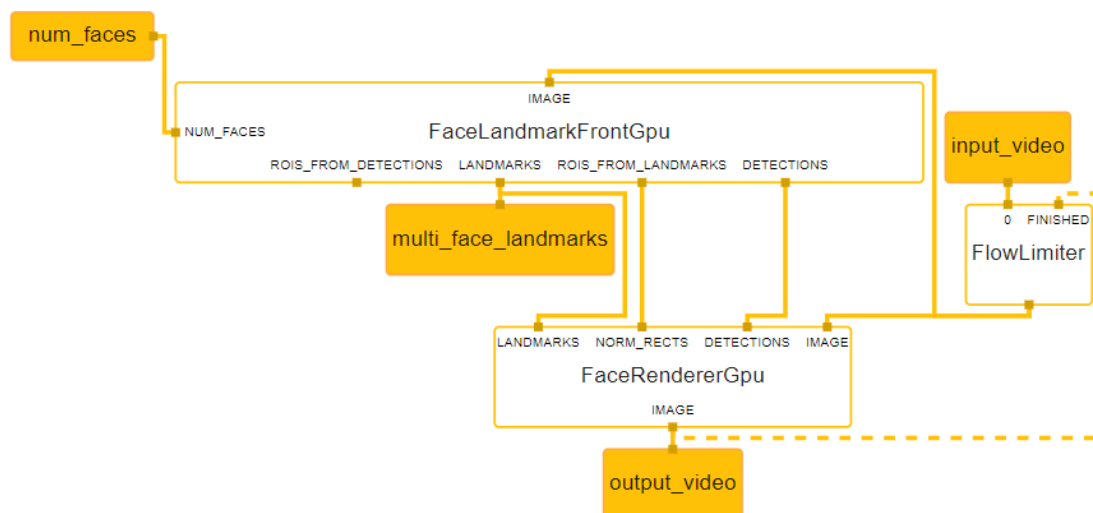 num_faces
IMAGE
NUM_FACES
FaceLandmarkFrontGpu
ROIS_FROM_DETECTIONS LANDMARKS ROIS_FROM_LANDMARKS DETECTIONS
input_video
0 FINISHED
FlowLimiter
multi_face_landmarks
LANDMARKS NORM_RECTS DETECTIONS IMAGE
FaceRendererGpu
IMAGE
output_video